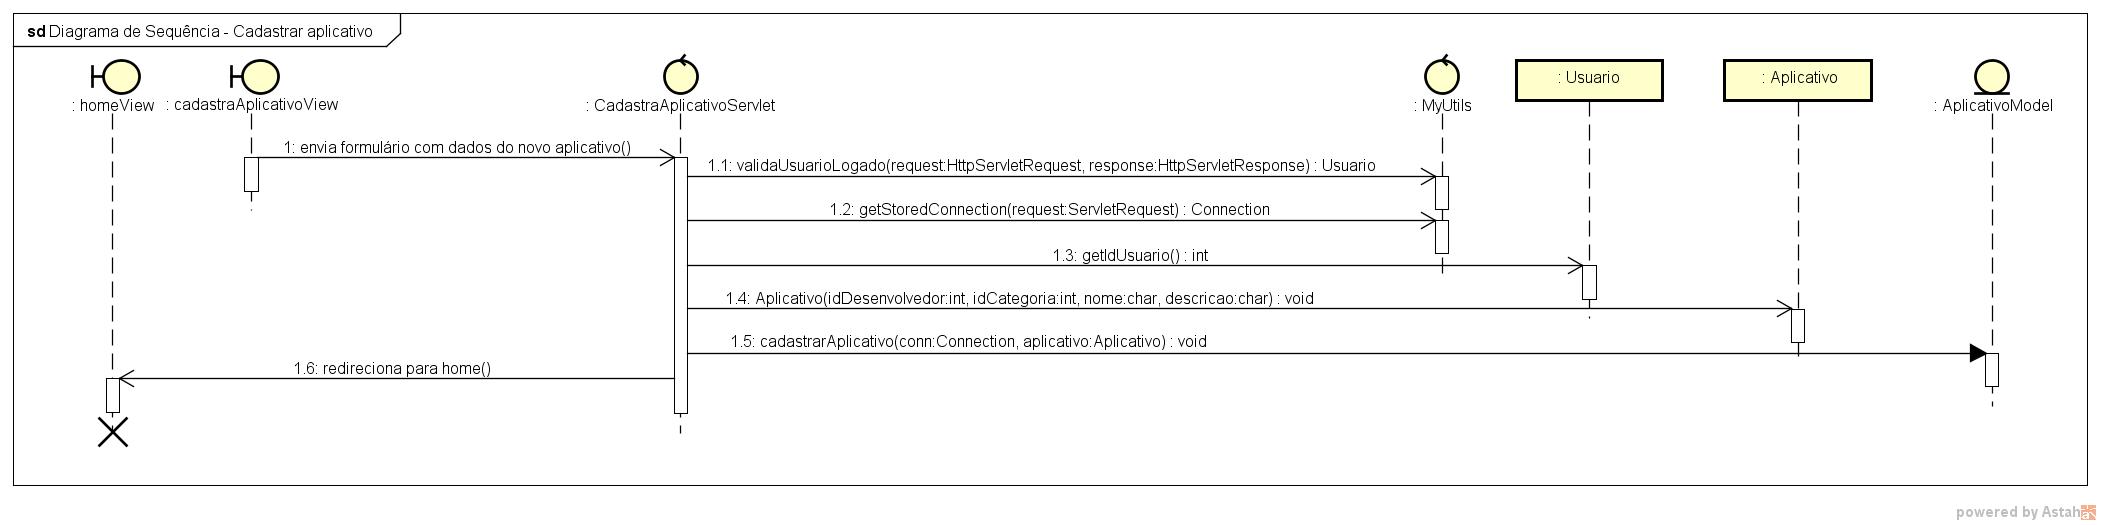 sd Diagrama de Sequência - Cadastrar aplicativo
: homeView
: cadastraAplicativoView
: CadastraAplicativoServlet
: MyUtils
: Usuario
: Aplicativo
: AplicativoModel
1: envia formulário com dados do novo aplicativo()
1.1: validaUsuarioLogado(request:HttpServletRequest, response:HttpServletResponse) : Usuario
1.2: getStoredConnection(request:ServletRequest) : Connection
1.3: getIdUsuario() : int
1.4: Aplicativo(idDesenvolvedor:int, idCategoria:int, nome:char, descricao:char) : void
1.5: cadastrarAplicativo(conn:Connection, aplicativo:Aplicativo) : void
1.6: redireciona para home()
powered by Astah